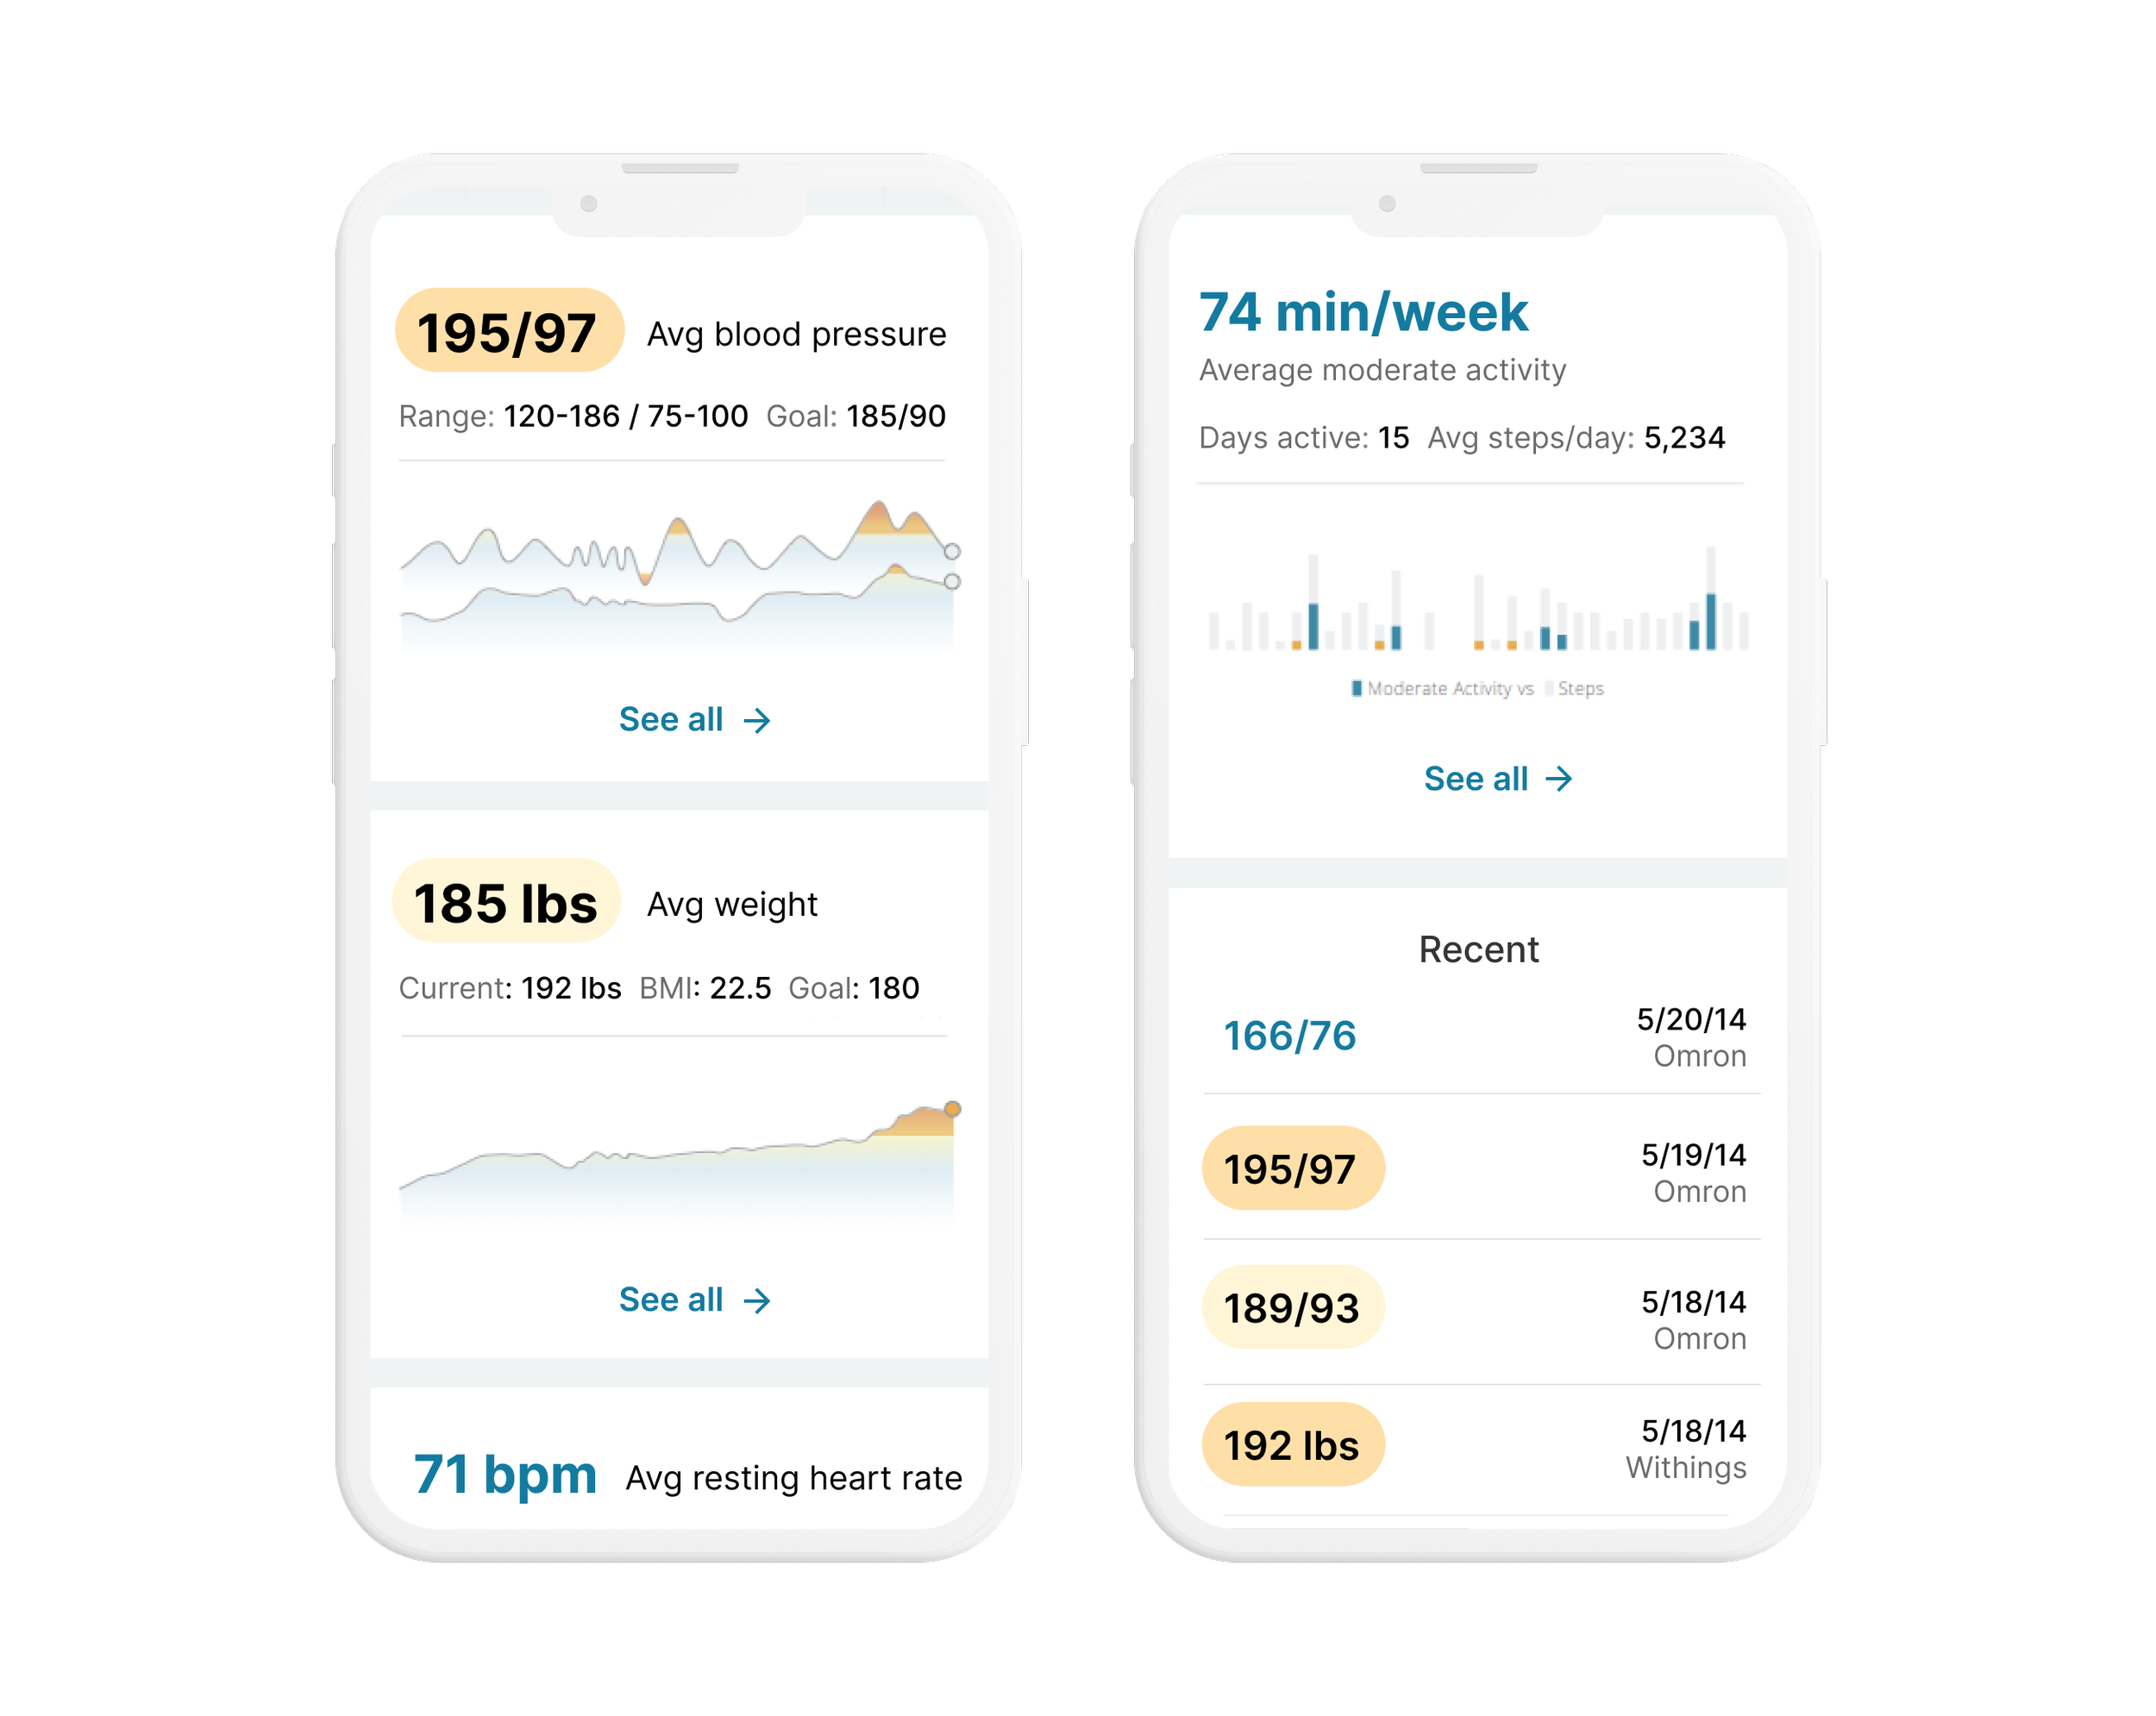 195/97 Avg blood pressure
Range: 120-186 / 75-100 Goal: 185/90
See all →
185 lbs Avg weight
Current: 192 lbs BMI: 22.5 Goal: 180
See all →
71 bpm Avg resting heart rate
74 min/week
Average moderate activity
Days active: 15 Avg steps/day: 5,234
Moderate Activity vs Steps
See all →
Recent
166/76 5/20/14
Omron
195/97 5/19/14
Omron
189/93 5/18/14
Omron
192 lbs 5/18/14
Withings